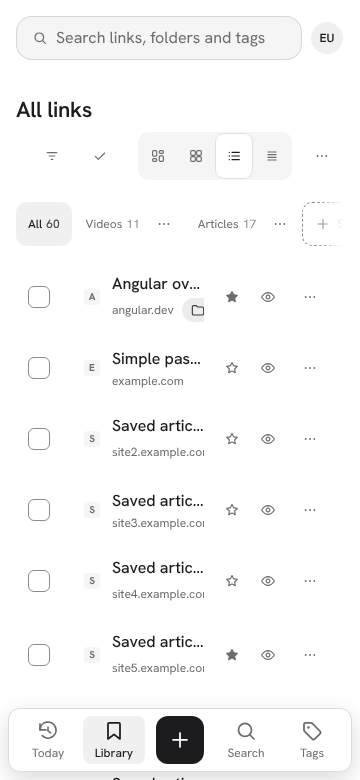 Search links, folders and tags
EU
All links
All 60
Videos 11
Articles 17
A
Angular ov...
angular.dev
E
Simple pas...
example.com
S
Saved artic...
site2.example.co
S
Saved artic...
site3.example.co
S
Saved artic...
site4.example.co
S
Saved artic...
site5.example.co
Today
Library
Search
Tags